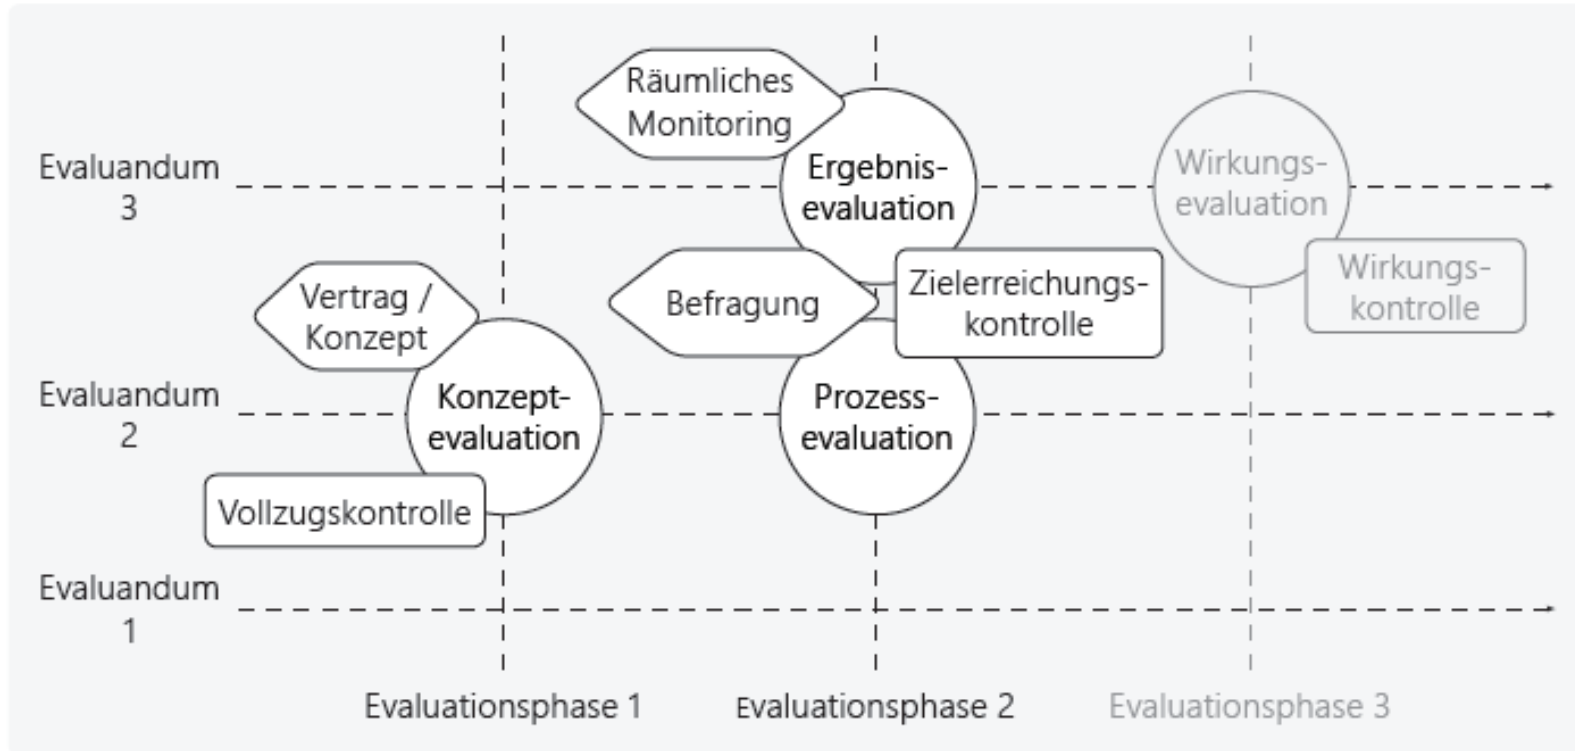 Räumliches
Monitoring
Evaluandum
3
Ergebnis-
evaluation
Wirkungs-
evaluation
Vertrag /
Konzept
Befragung
Zielerreichungs-
kontrolle
Wirkungs-
kontrolle
Evaluandum
2
Konzept-
evaluation
Prozess-
evaluation
Vollzugskontrolle
Evaluandum
1
Evaluationsphase 1
Evaluationsphase 2
Evaluationsphase 3